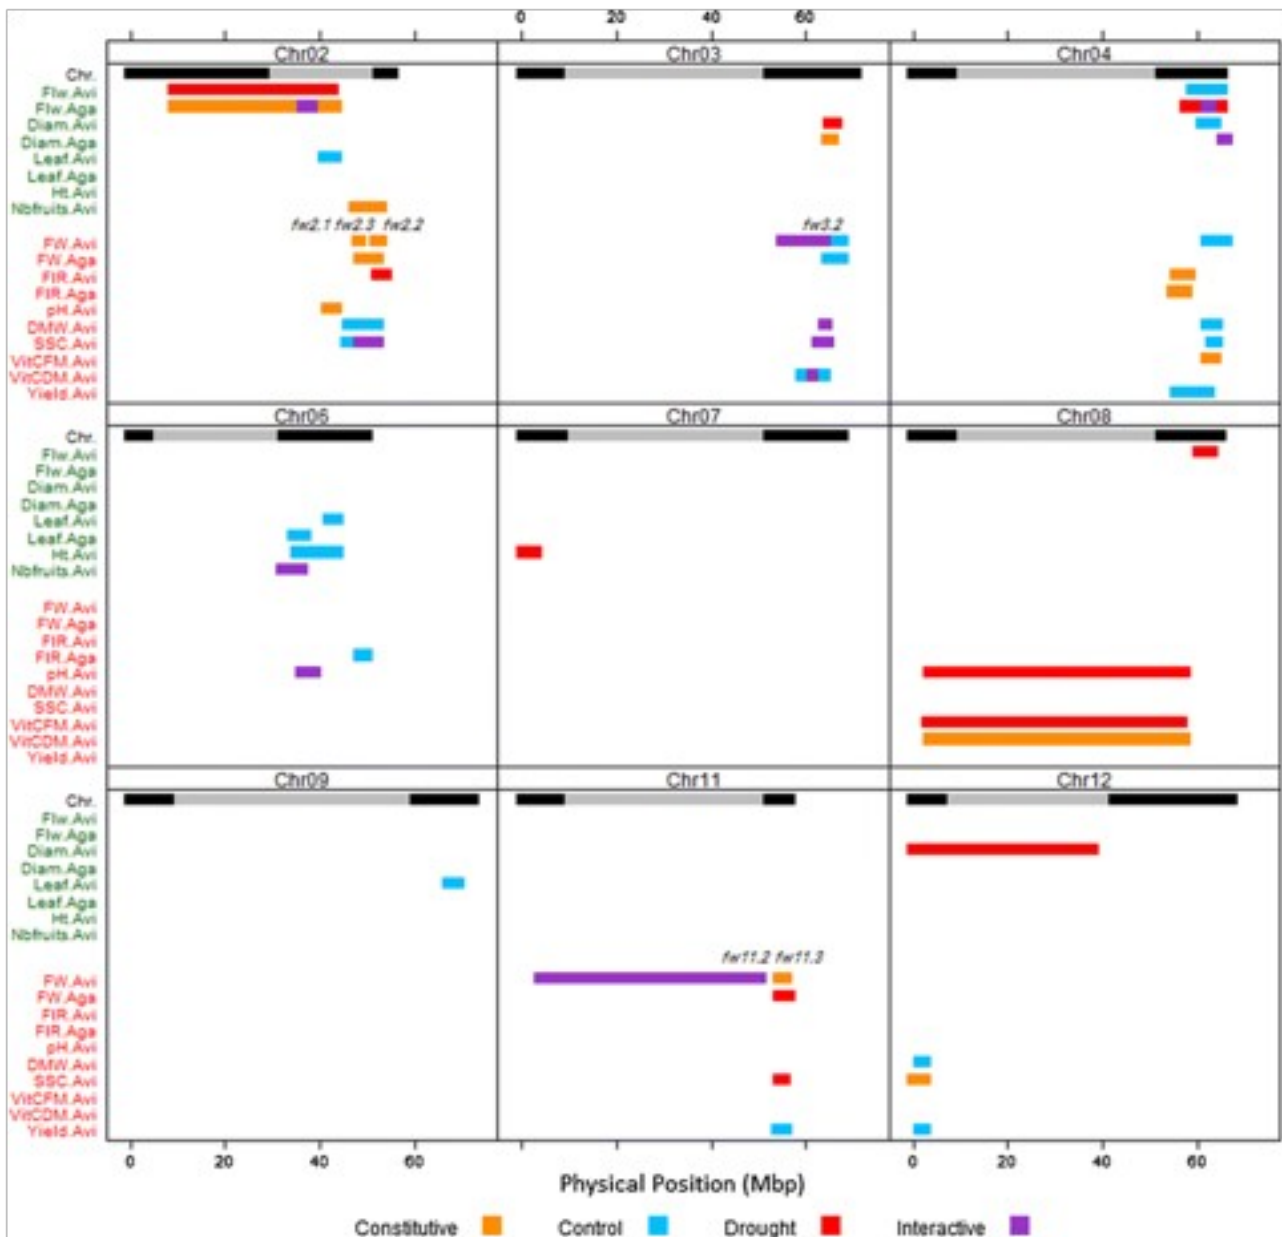 0 20 40 60
Chr02 Chr03 Chr04
Chr.
Flw.Avi
Flw.Aga
Diam.Avi
Diam.Aga
Leaf.Avi
Leaf.Aga
Ht.Avi
Nbfruits.Avi
fw2.1 fw2.3 fw2.2 fw3.2
FW.Avi
FW.Aga
FIR.Avi
FIR.Aga
pH.Avi
DMW.Avi
SSC.Avi
VitCFM.Avi
VitCDM.Avi
Yield.Avi
Chr06 Chr07 Chr08
Chr.
Flw.Avi
Flw.Aga
Diam.Avi
Diam.Aga
Leaf.Avi
Leaf.Aga
Ht.Avi
Nbfruits.Avi
FW.Avi
FW.Aga
FIR.Avi
FIR.Aga
pH.Avi
DMW.Avi
SSC.Avi
VitCFM.Avi
VitCDM.Avi
Yield.Avi
Chr09 Chr11 Chr12
Chr.
Flw.Avi
Flw.Aga
Diam.Avi
Diam.Aga
Leaf.Avi
Leaf.Aga
Ht.Avi
Nbfruits.Avi
fw11.2 fw11.3
FW.Avi
FW.Aga
FIR.Avi
FIR.Aga
pH.Avi
DMW.Avi
SSC.Avi
VitCFM.Avi
VitCDM.Avi
Yield.Avi
0 20 40 60 0 20 40 60
Physical Position (Mbp)
Constitutive Control Drought Interactive